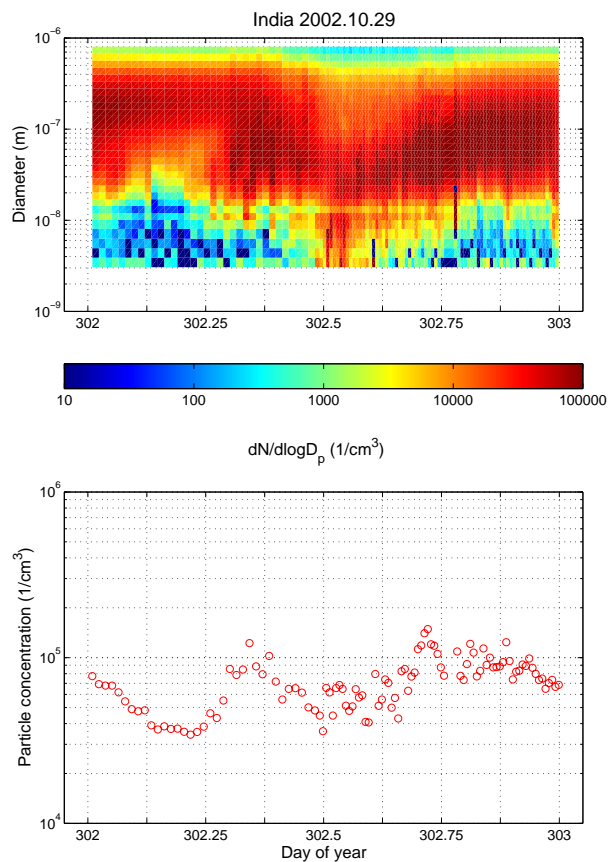 India 2002.10.29
10^-6
10^-7
10^-8
10^-9
Diameter (m)
302 302.25 302.5 302.75 303
10 100 1000 10000 100000
dN/dlogD_p (1/cm^3)
10^6
10^5
10^4
Particle concentration (1/cm^3)
302 302.25 302.5 302.75 303
Day of year